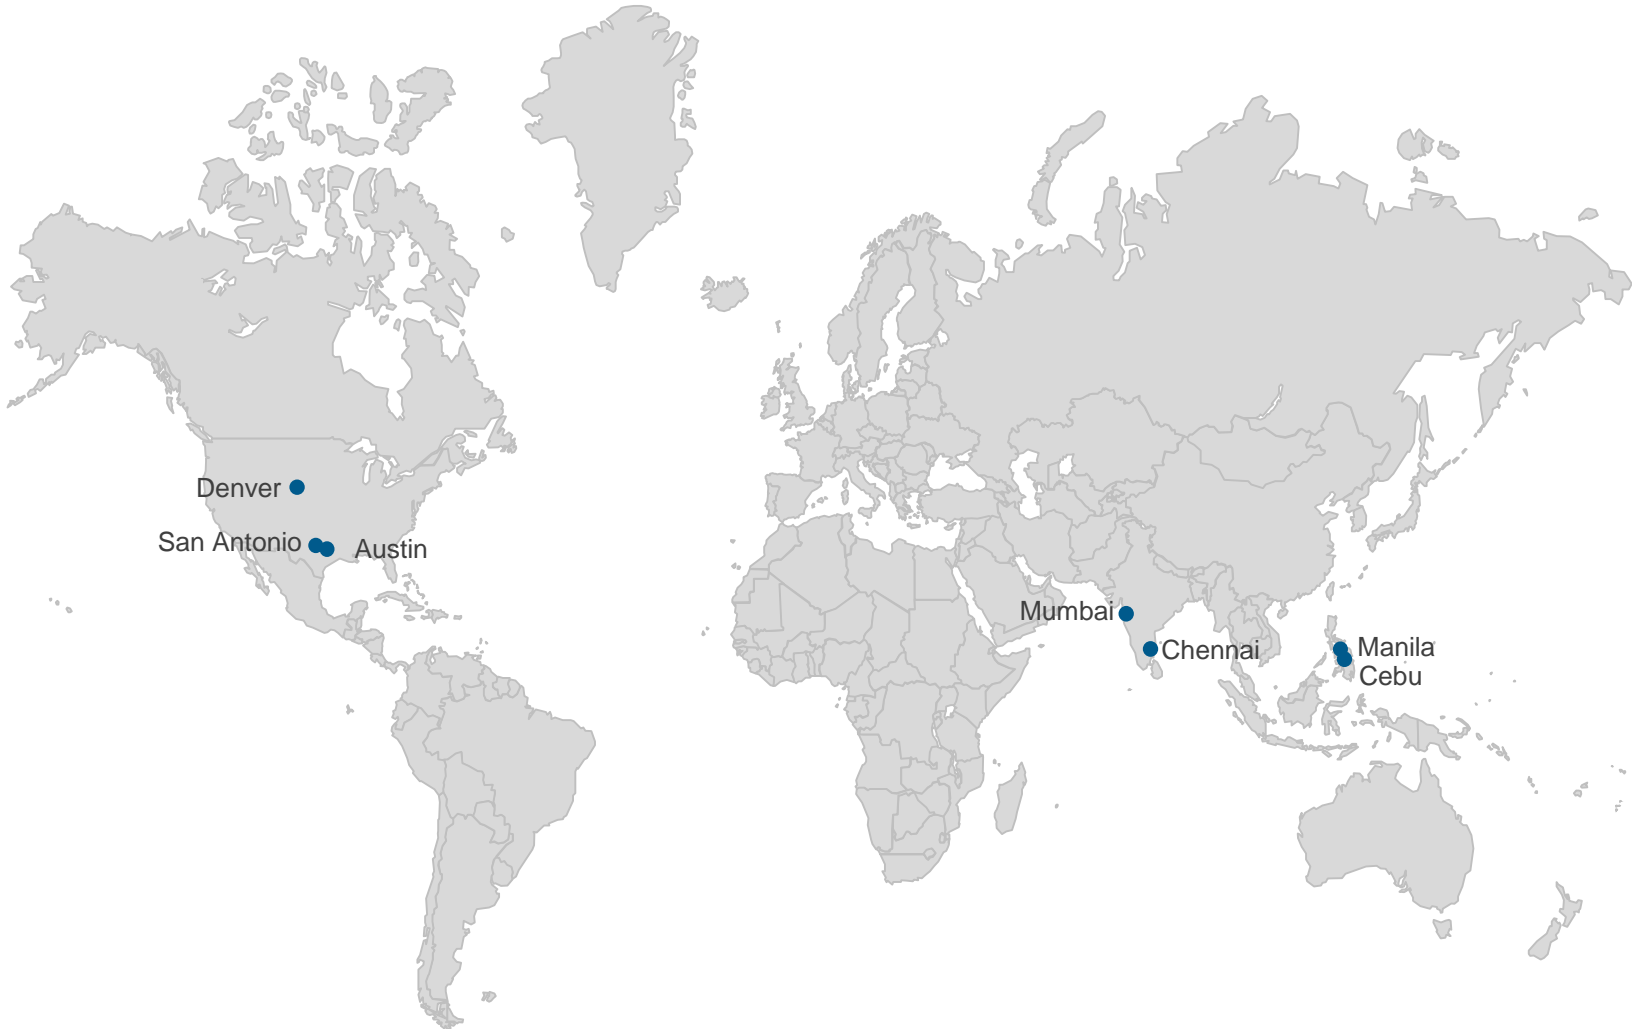 Denver
San Antonio
Austin
Mumbai
Chennai
Manila
Cebu